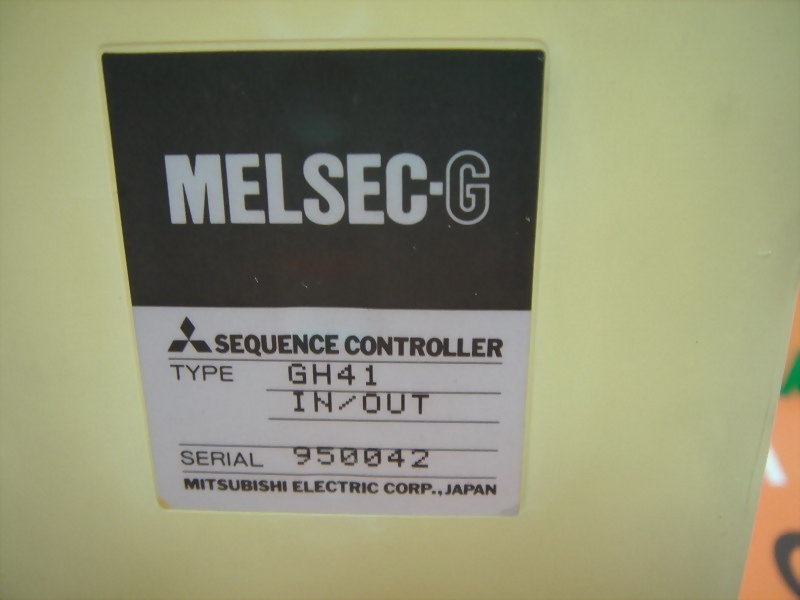 MELSEC-G
SEQUENCE CONTROLLER
TYPE GH41
IN/OUT
SERIAL 950042
MITSUBISHI ELECTRIC CORP., JAPAN